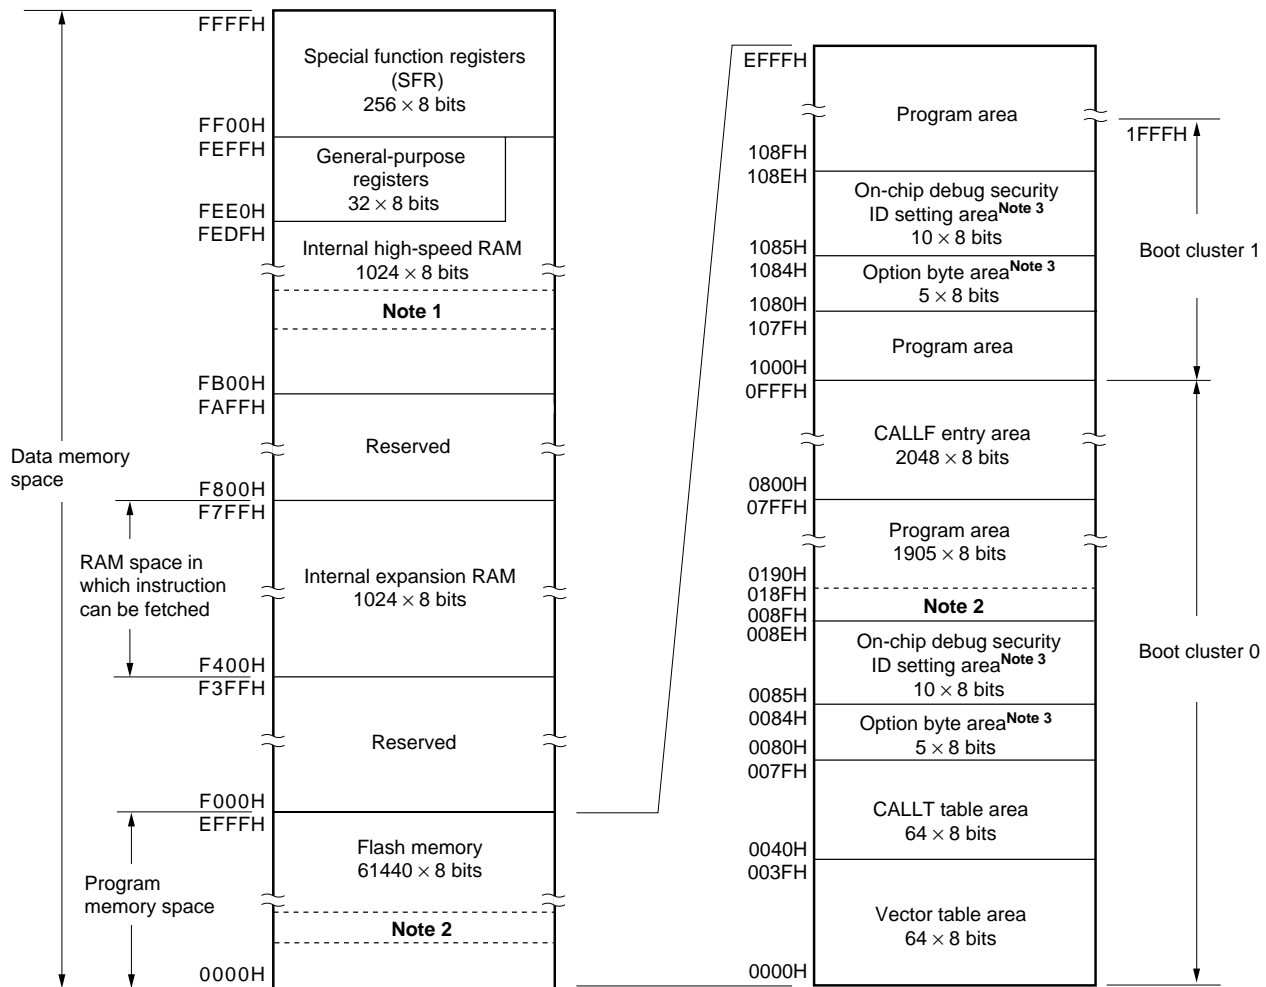 FFFFH
Special function registers
(SFR)
256 × 8 bits
FF00H
FEFFH
General-purpose
registers
32 × 8 bits
FEE0H
FEDFH
Internal high-speed RAM
1024 × 8 bits
Note 1
FB00H
FAFFH
Reserved
Data memory
space
F800H
F7FFH
RAM space in
which instruction
can be fetched
Internal expansion RAM
1024 × 8 bits
F400H
F3FFH
Reserved
F000H
EFFFH
Flash memory
61440 × 8 bits
Program
memory space
Note 2
0000H
EFFFH
Program area
1FFFH
108FH
108EH
On-chip debug security
ID setting areaNote 3
10 × 8 bits
1085H
1084H
Option byte areaNote 3
5 × 8 bits
1080H
107FH
Program area
1000H
Boot cluster 1
0FFFH
CALLF entry area
2048 × 8 bits
0800H
07FFH
Program area
1905 × 8 bits
0190H
018FH
Note 2
008FH
008EH
On-chip debug security
ID setting areaNote 3
10 × 8 bits
Boot cluster 0
0085H
0084H
Option byte areaNote 3
5 × 8 bits
0080H
007FH
CALLT table area
64 × 8 bits
0040H
003FH
Vector table area
64 × 8 bits
0000H